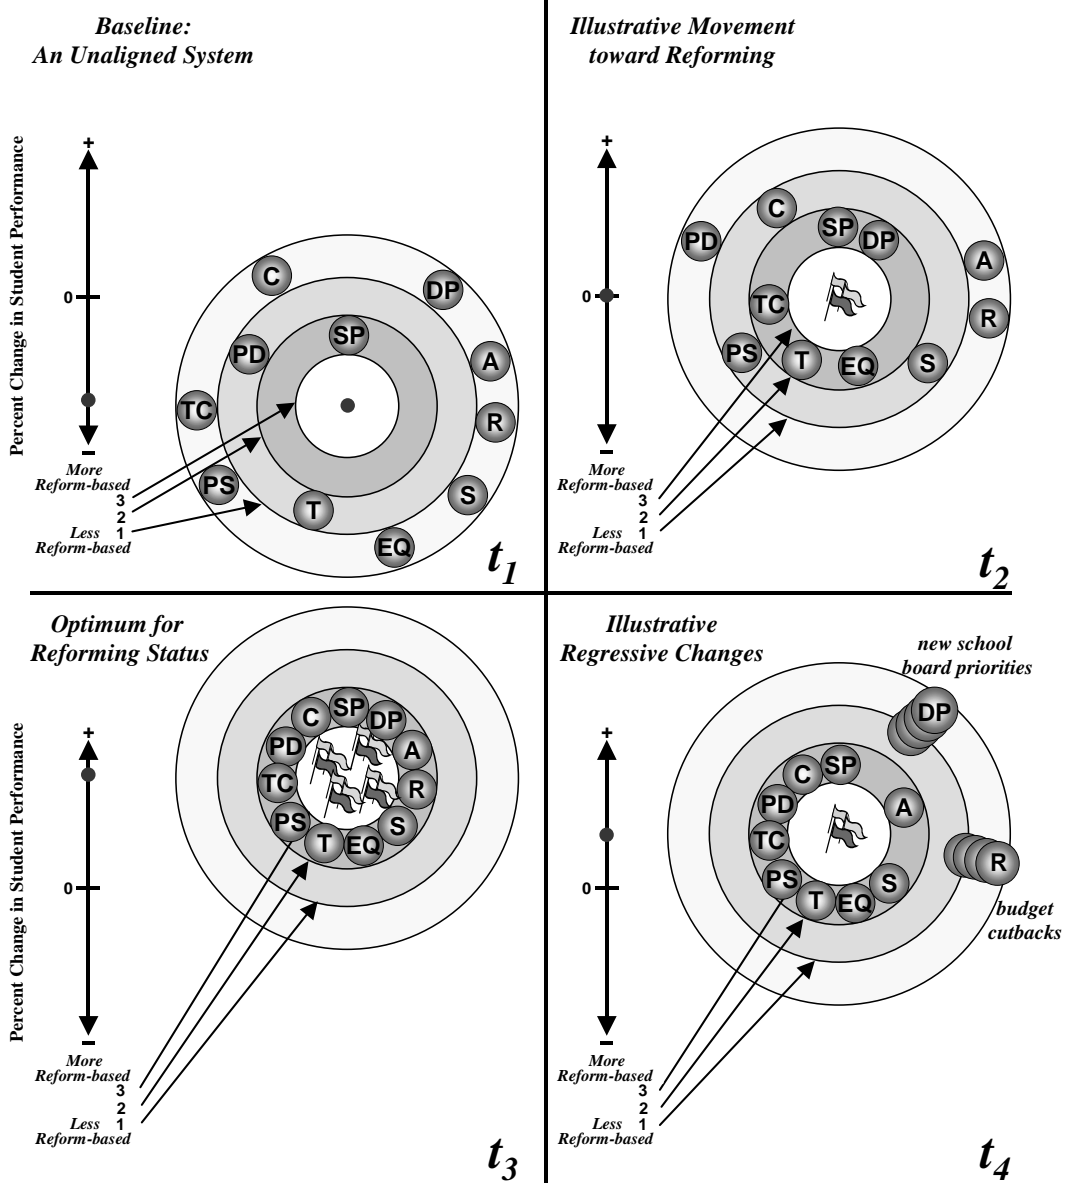 Baseline:
An Unaligned System
Percent Change in Student Performance
+
0
−
C
DP
SP
PD
A
TC
R
PS
S
T
EQ
More
Reform-based
3
2
Less 1
Reform-based
t1
Illustrative Movement
toward Reforming
+
0
−
C
SP
DP
PD
A
TC
R
PS
T
EQ
S
More
Reform-based
3
2
Less 1
Reform-based
t2
Optimum for
Reforming Status
Percent Change in Student Performance
+
0
−
C
SP
DP
PD
A
TC
R
PS
S
T
EQ
More
Reform-based
3
2
Less 1
Reform-based
t3
Illustrative
Regressive Changes
new school
board priorities
+
0
−
DP
C
SP
PD
A
TC
R
PS
S
T
EQ
budget
cutbacks
More
Reform-based
3
2
Less 1
Reform-based
t4